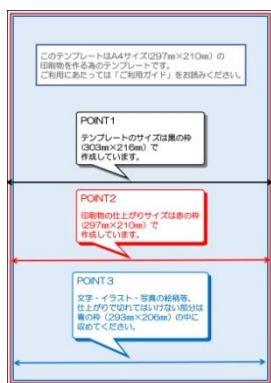 このテンプレートはA4サイズ(297㎜×210㎜)の
印刷物を作る為のテンプレートです。
ご利用にあたっては「ご利用ガイド」をお読みください。
POINT1
テンプレートのサイズは黒の枠
(303㎜×216㎜)で
作成しています。
POINT2
印刷物の仕上がりサイズは赤の枠
(297㎜×210㎜)で
作成しています。
POINT3
文字・イラスト・写真の絵柄等、
仕上がりで切れてはいけない部分は
青の枠(293㎜×206㎜)の中に
収めてください。